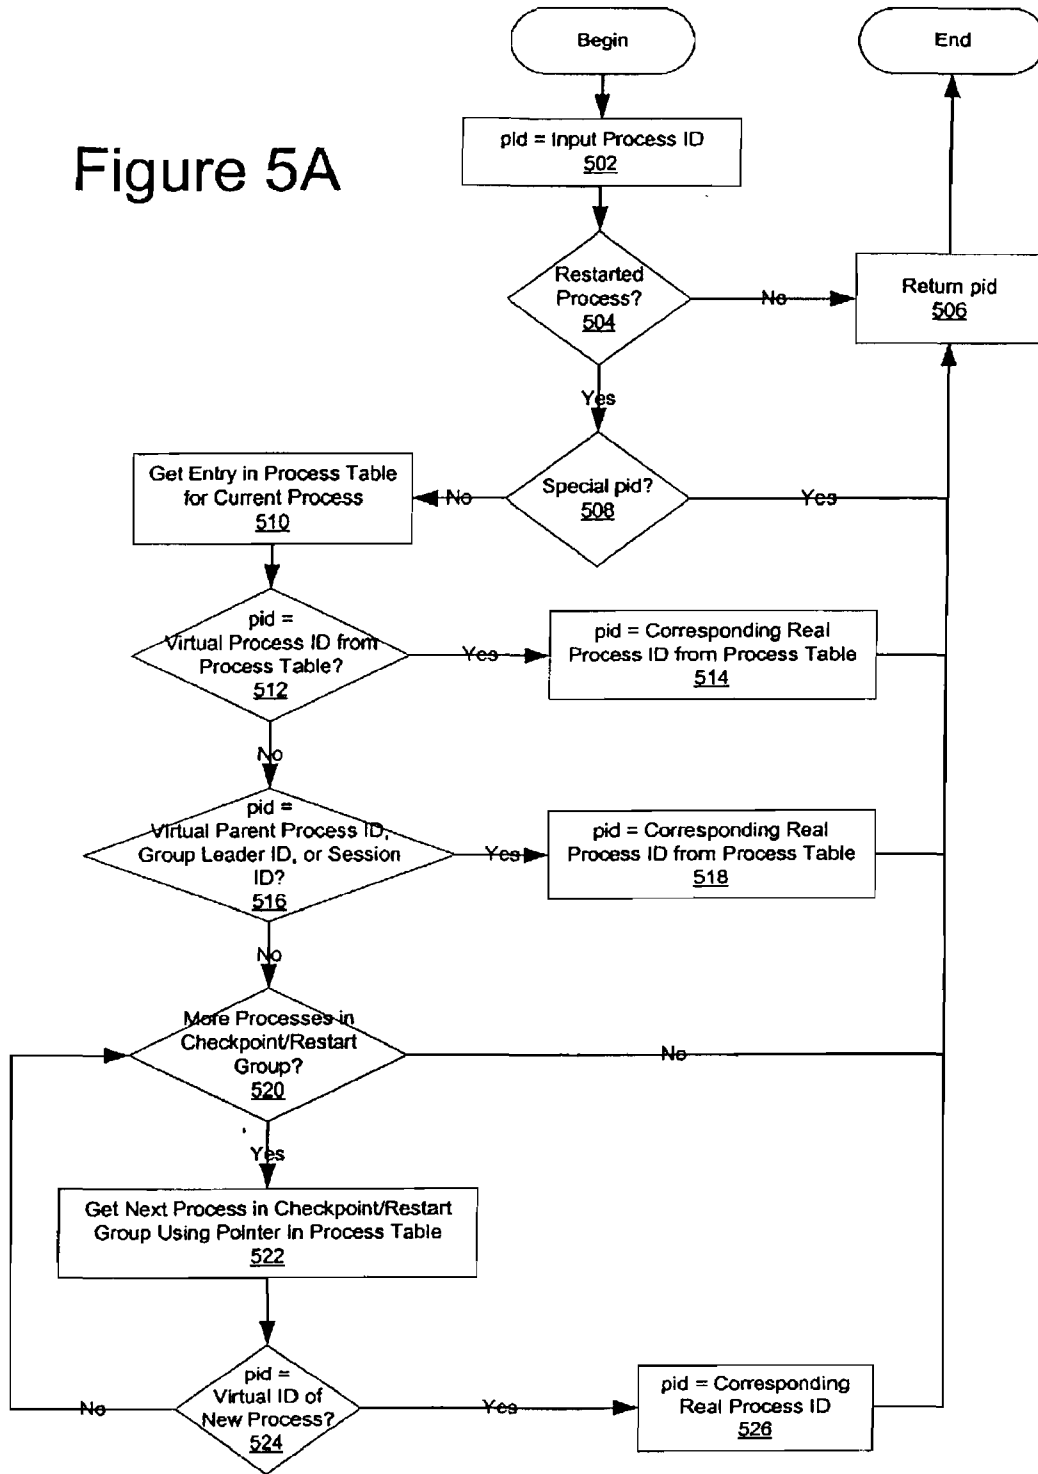 Begin
End
Figure 5A
pid = Input Process ID
502
Restarted
Process?
504
No
Return pid
506
Yes
Get Entry in Process Table
for Current Process
510
No
Special pid?
508
Yes
pid =
Virtual Process ID from
Process Table?
512
Yes
pid = Corresponding Real
Process ID from Process Table
514
No
pid =
Virtual Parent Process ID,
Group Leader ID, or Session
ID?
516
Yes
pid = Corresponding Real
Process ID from Process Table
518
No
More Processes in
Checkpoint/Restart
Group?
520
No
Yes
Get Next Process in Checkpoint/Restart
Group Using Pointer in Process Table
522
pid =
Virtual ID of
New Process?
524
No
Yes
pid = Corresponding
Real Process ID
526